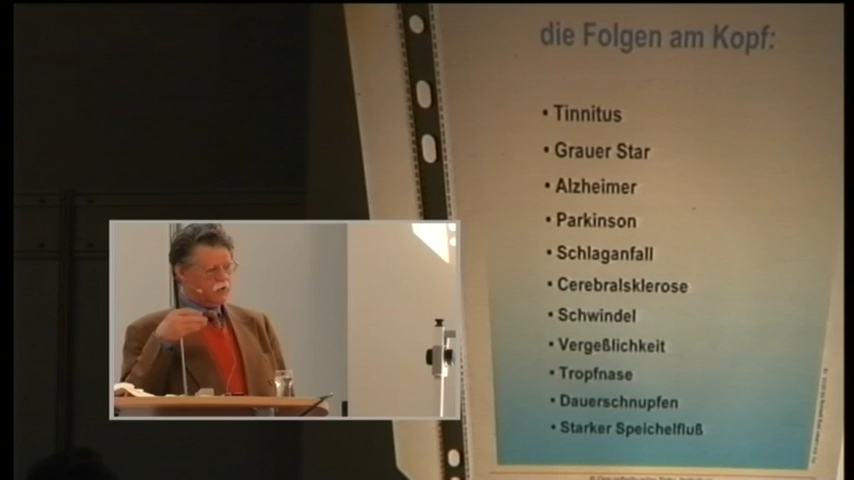 die Folgen am Kopf:
• Tinnitus
• Grauer Star
• Alzheimer
• Parkinson
• Schlaganfall
• Cerebralsklerose
• Schwindel
• Vergeßlichkeit
• Tropfnase
• Dauerschnupfen
• Starker Speichelfluß